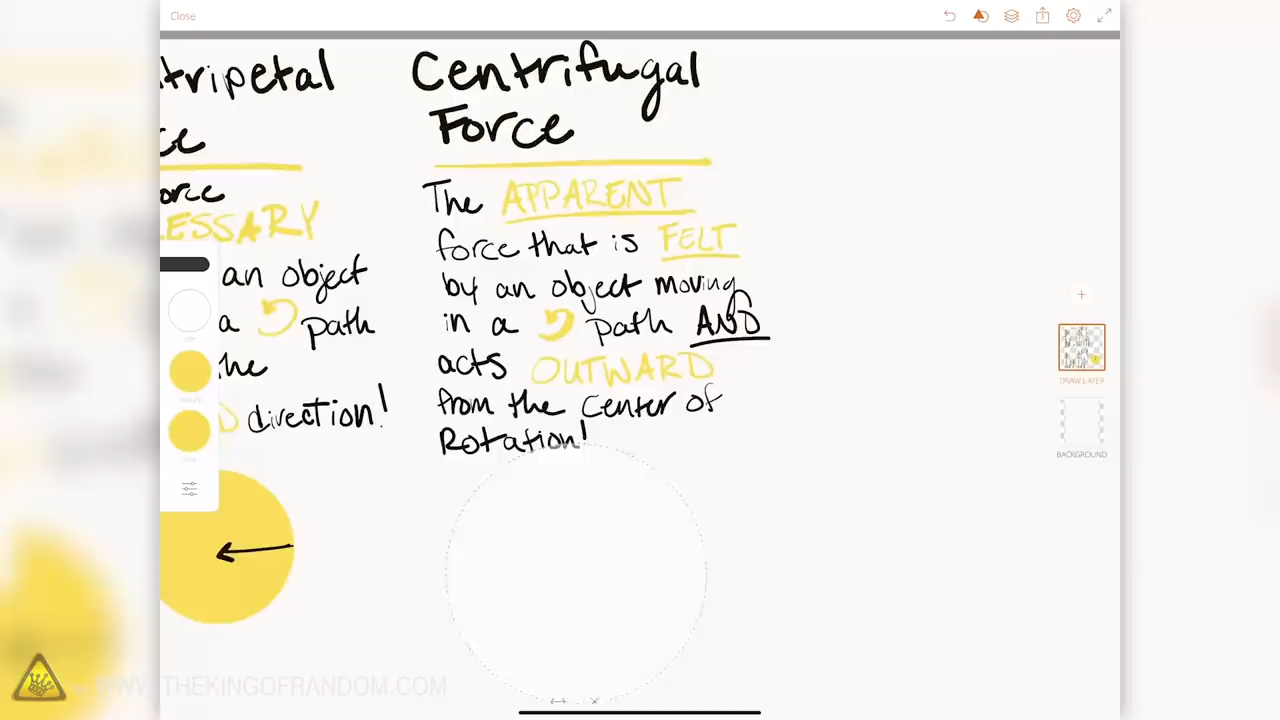 Close
tripetal
ce
orce
ESSARY
an object
a path
he
D direction!
Centrifugal
Force
The APPARENT
force that is FELT
by an object moving
in a path AND
acts OUTWARD
from the center of
Rotation!
+
DRAW LAYER
BACKGROUND
WWW.THEKINGOFRANDOM.COM